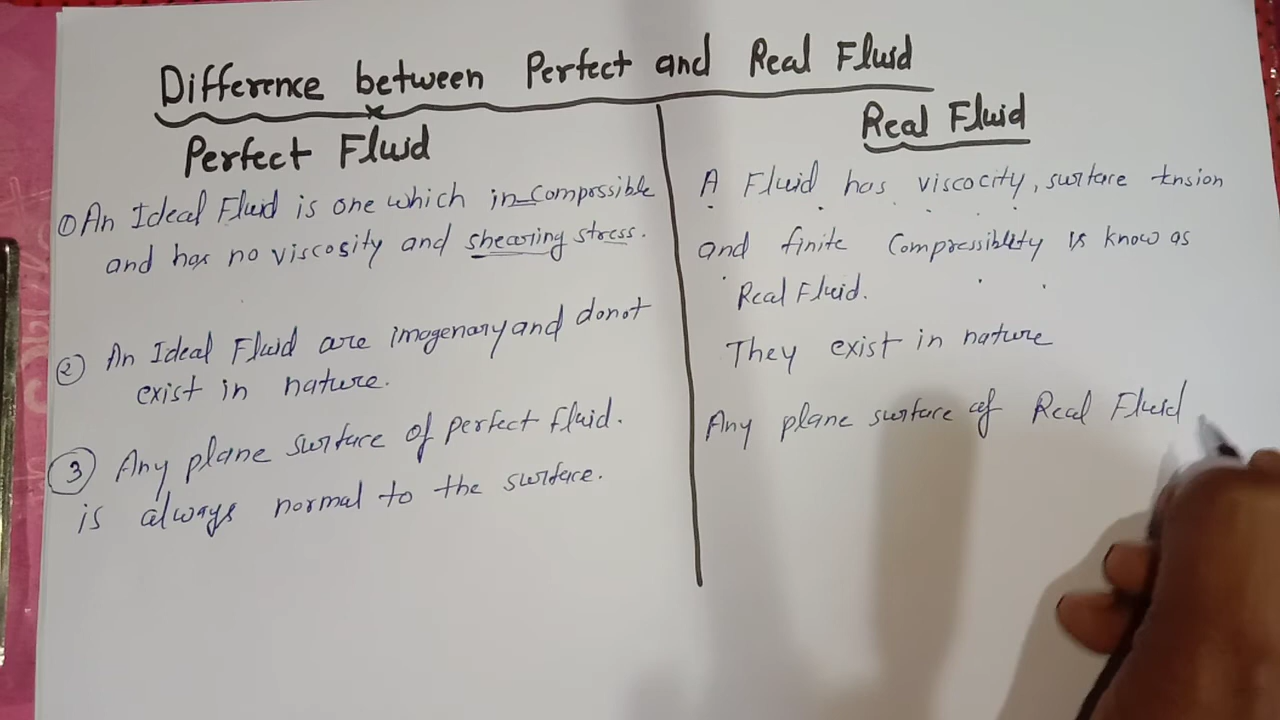 Difference between Perfect and Real Fluid
Perfect Fluid
① An Ideal Fluid is one which in compossible
and has no viscosity and shearing stress.
② An Ideal Fluid are imagenary and donot
exist in nature.
③ Any plane surface of perfect fluid.
is always normal to the surface.
Real Fluid
A Fluid has viscocity, surface tnsion
and finite Compressiblity is know as
Real Fluid.
They exist in nature
Any plane surface of Real Fluid